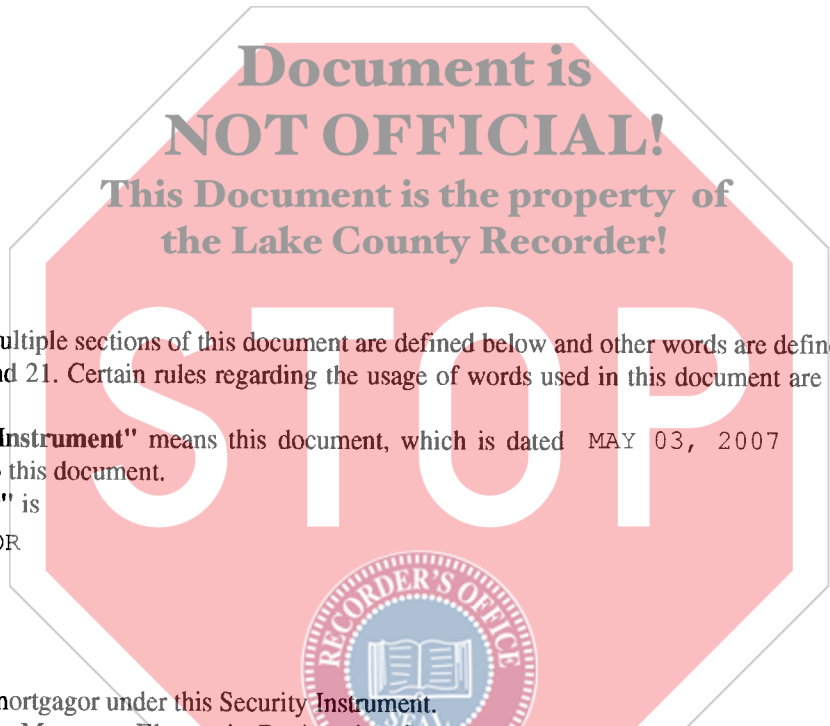 Document is
NOT OFFICIAL!
This Document is the property of
the Lake County Recorder!
STOP
ultiple sections of this document are defined below and other words are defin
nd 21. Certain rules regarding the usage of words used in this document are
Instrument" means this document, which is dated MAY 03, 2007
this document.
" is
OR
RECORDER'S OFFICE
SEAL
mortgagor under this Security Instrument.